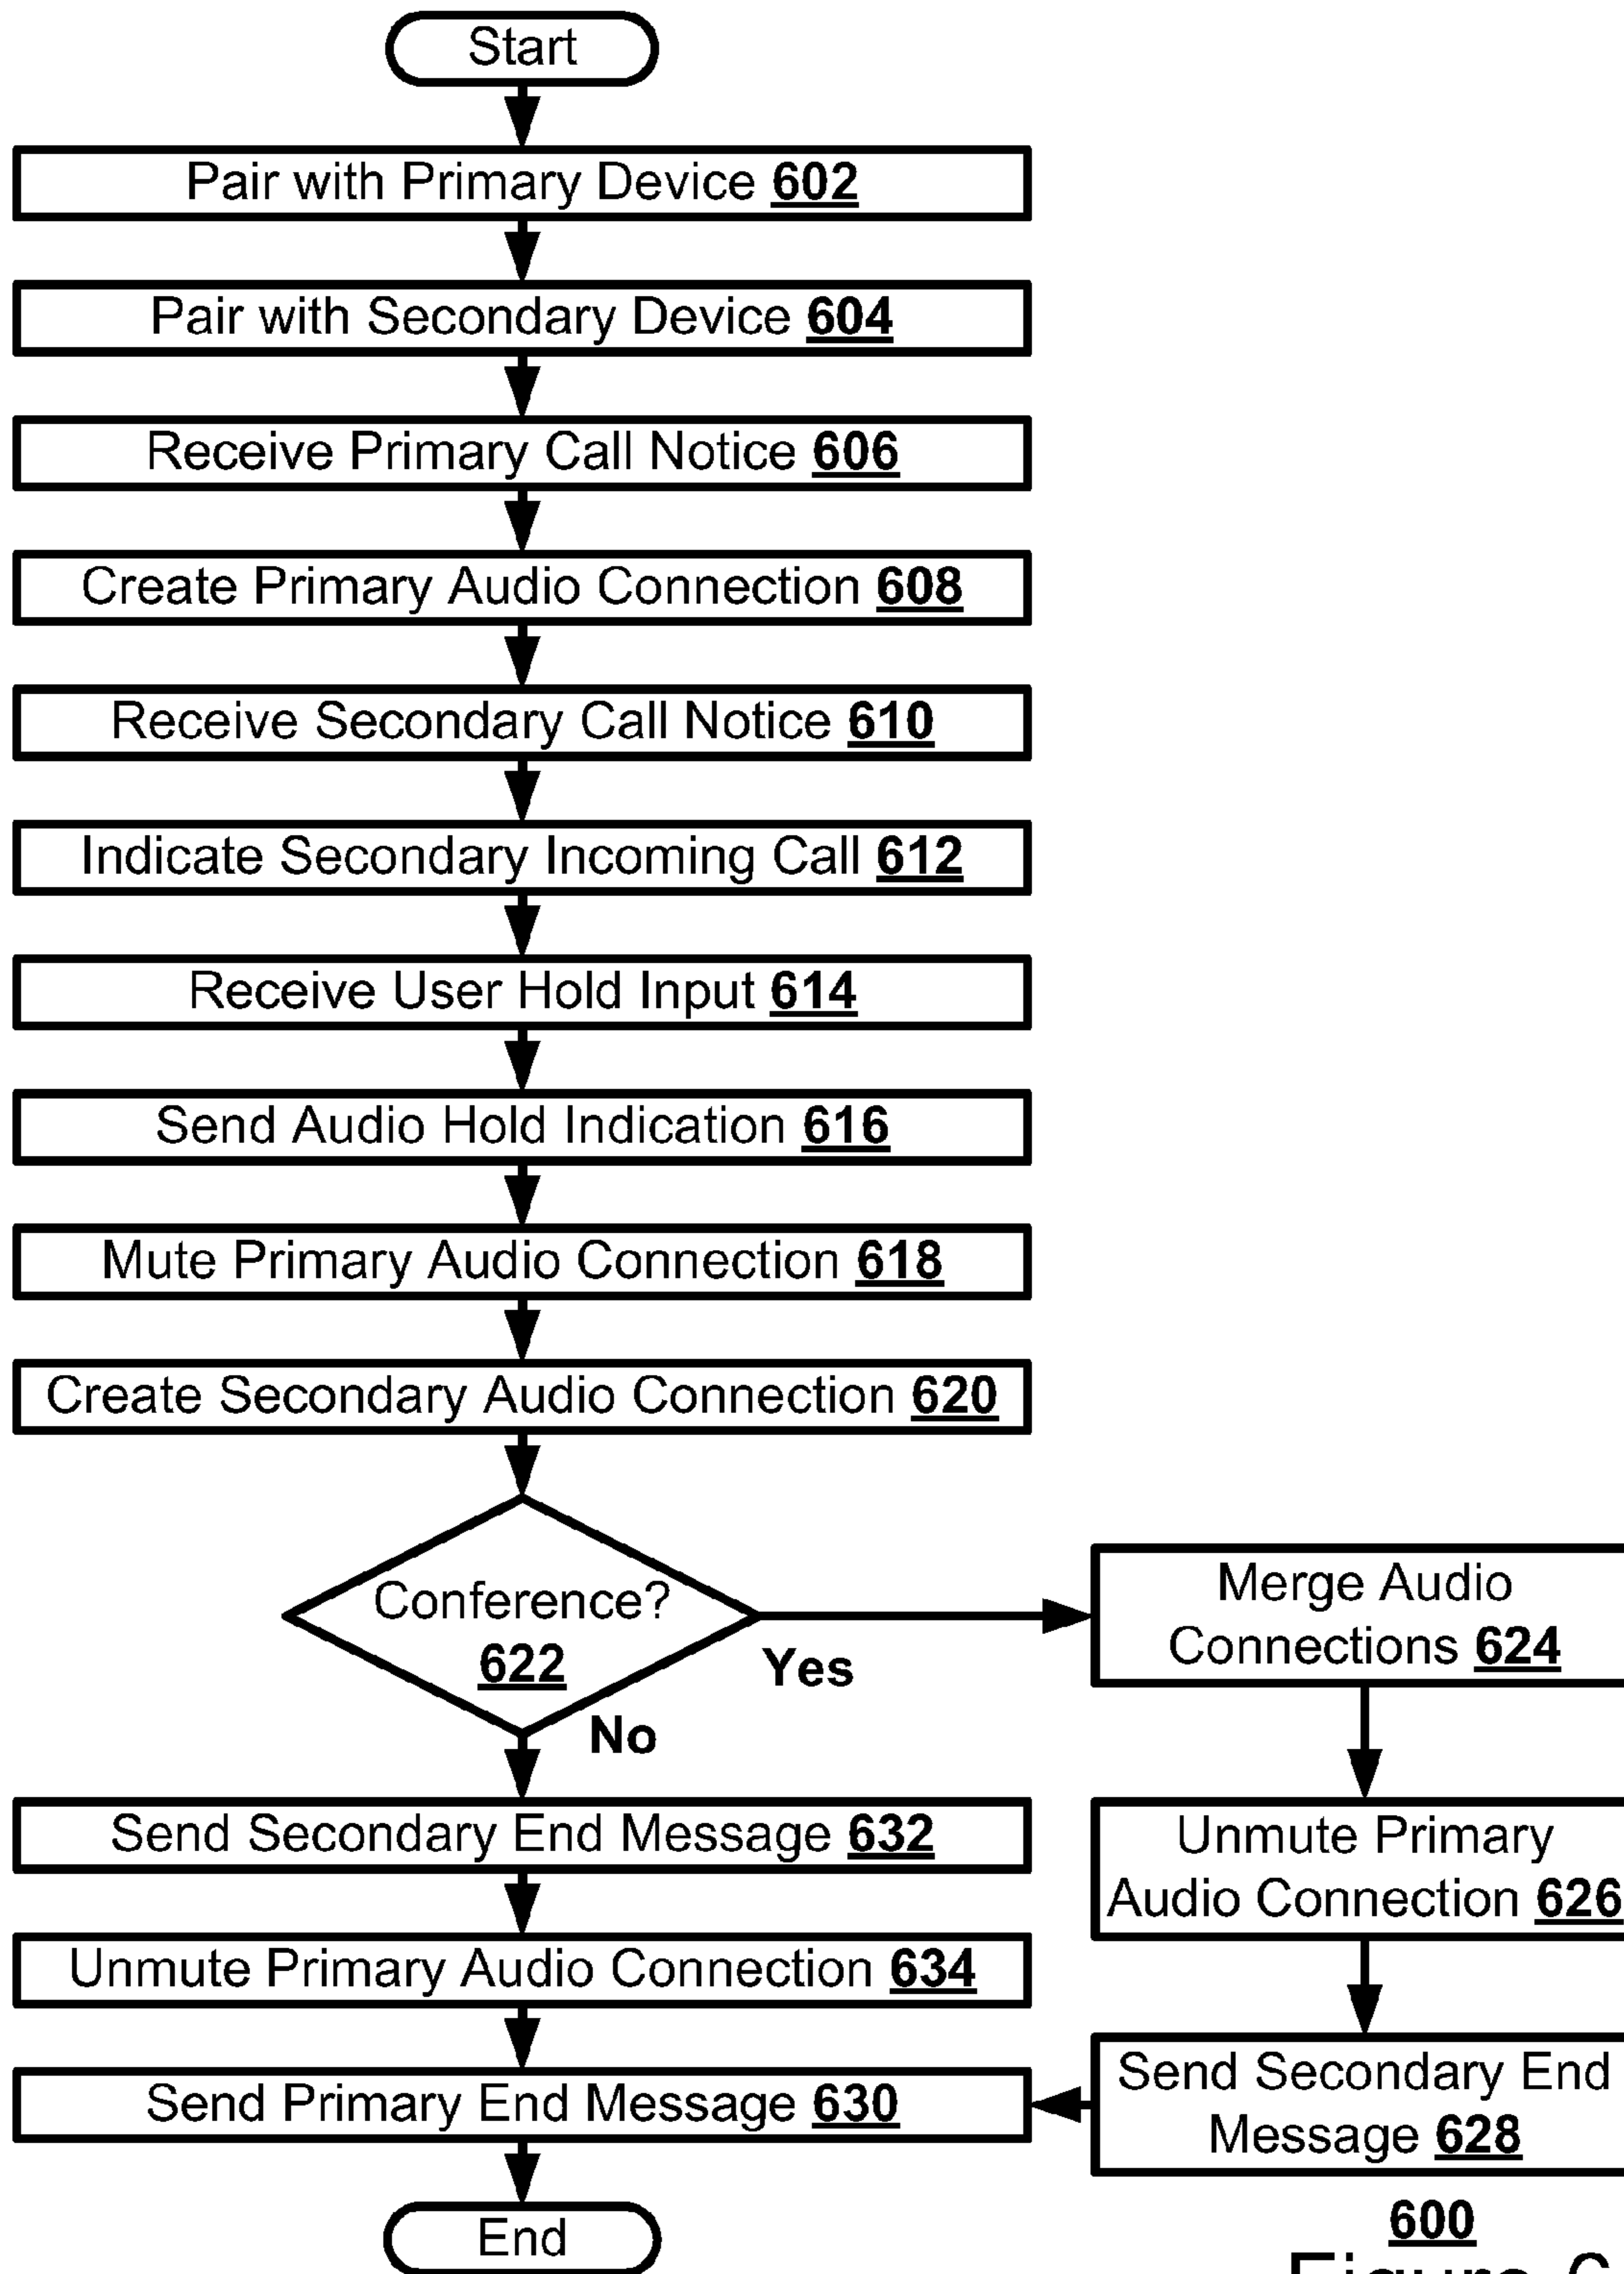 Start
Pair with Primary Device 602
Pair with Secondary Device 604
Receive Primary Call Notice 606
Create Primary Audio Connection 608
Receive Secondary Call Notice 610
Indicate Secondary Incoming Call 612
Receive User Hold Input 614
Send Audio Hold Indication 616
Mute Primary Audio Connection 618
Create Secondary Audio Connection 620
Conference?
622
Yes
No
Merge Audio
Connections 624
Unmute Primary
Audio Connection 626
Send Secondary End
Message 628
Send Secondary End Message 632
Unmute Primary Audio Connection 634
Send Primary End Message 630
End
600
Figure 6